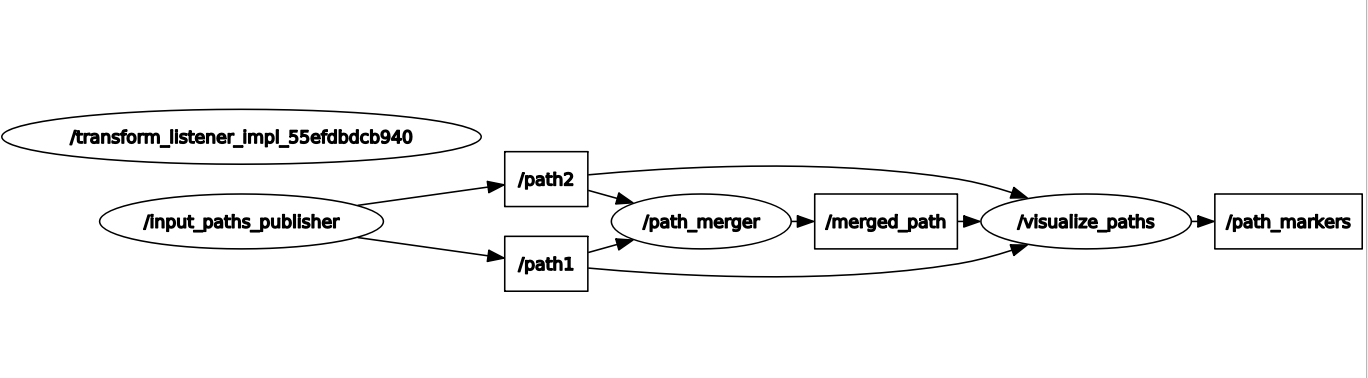 /transform_listener_impl_55efdbdcb940
/path2
/input_paths_publisher
/path_merger
/merged_path
/visualize_paths
/path_markers
/path1